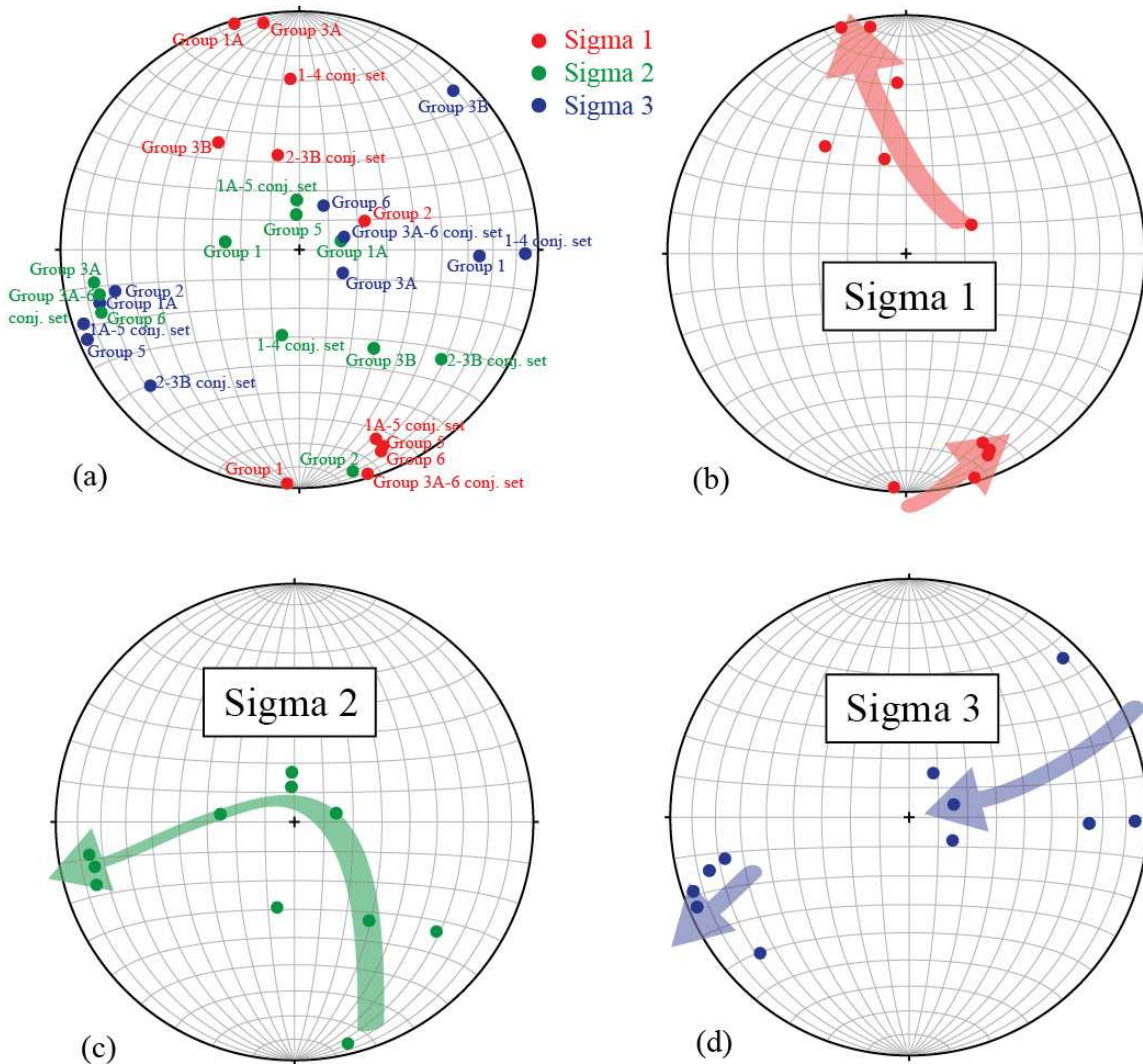 Group 1A
Group 3A
Sigma 1
Sigma 2
Sigma 3
1-4 conj. set
Group 3B
Group 3B
2-3B conj. set
1A-5 conj. set
Group 6
Group 2
Group 5
Group 3A-6 conj. set
Group 1
Group 1A
1-4 conj. set
Group 1
Group 3A
Group 3A
Group 3A-6
conj. set
Group 2
Group 1A
Group 6
1A-5 conj. set
Group 5
1-4 conj. set
Group 3B
2-3B conj. set
2-3B conj. set
1A-5 conj. set
Group 5
Group 6
Group 2
Group 1
Group 3A-6 conj. set
(a)
Sigma 1
(b)
Sigma 2
(c)
Sigma 3
(d)